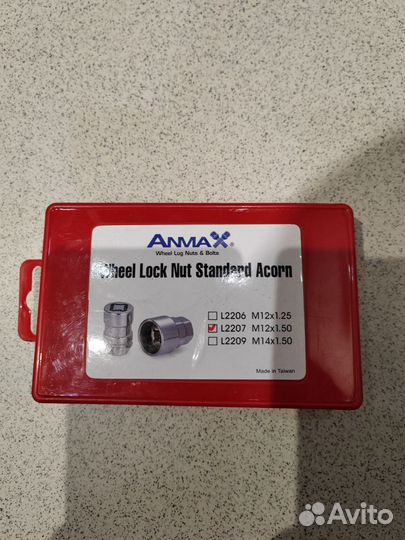 ANMAX®
Wheel Lug Nuts & Bolts
Wheel Lock Nut Standard Acorn
L2206 M12x1.25
L2207 M12x1.50
L2209 M14x1.50
Made in Taiwan
Avito